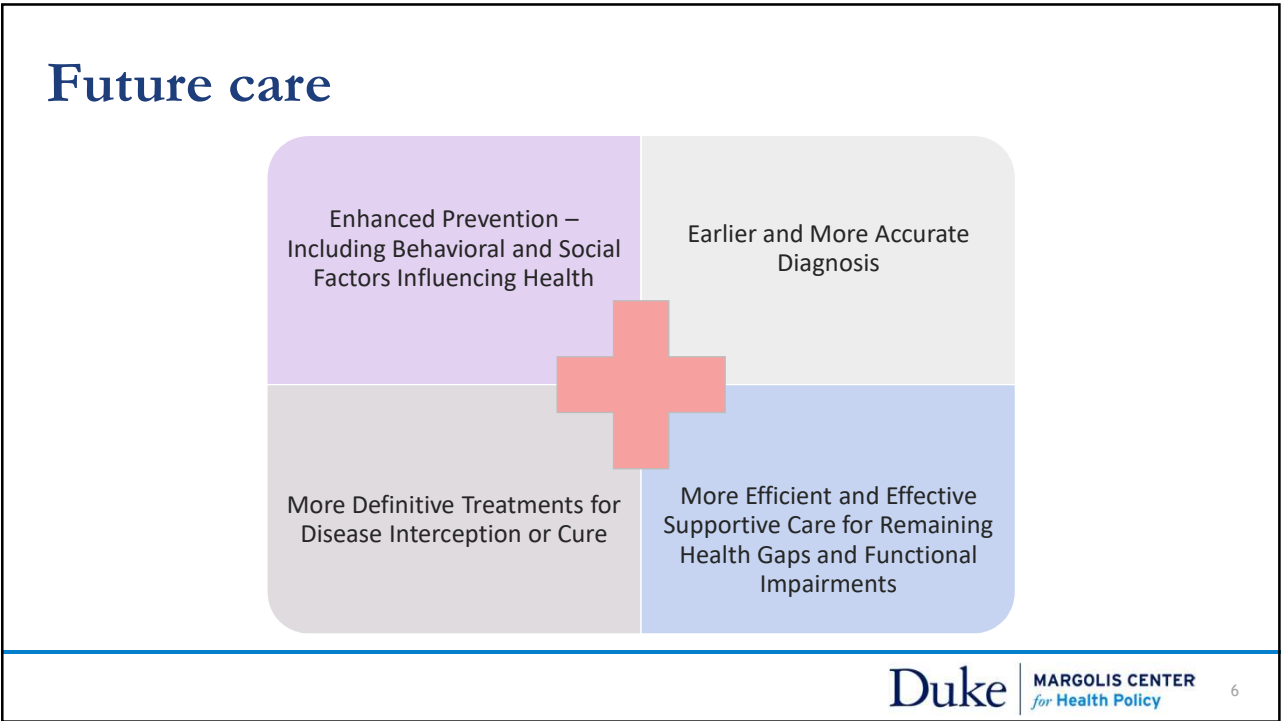 Future care
Enhanced Prevention –
Including Behavioral and Social
Factors Influencing Health
Earlier and More Accurate
Diagnosis
More Definitive Treatments for
Disease Interception or Cure
More Efficient and Effective
Supportive Care for Remaining
Health Gaps and Functional
Impairments
Duke
MARGOLIS CENTER
for Health Policy
6